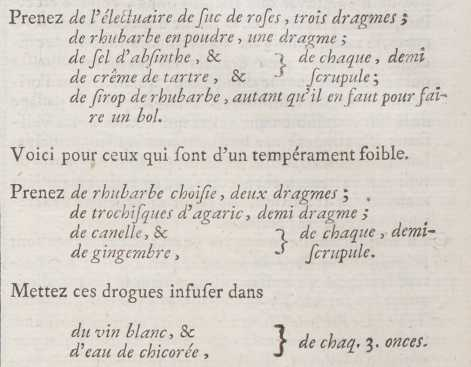 Prenez de l'électuaire de ſuc de roſes, trois dragmes;
de rhubarbe en poudre, une dragme;
de ſel d'abſinthe, & } de chaque, demi
de crême de tartre, & ſcrupule;
de ſirop de rhubarbe, autant qu'il en faut pour fai-
re un bol.
Voici pour ceux qui ſont d'un tempérament foible.
Prenez de rhubarbe choiſie, deux dragmes;
de trochiſques d'agaric, demi dragme;
de canelle, & } de chaque, demi-
de gingembre, ſcrupule.
Mettez ces drogues infuſer dans
du vin blanc, & } de chaq. 3. onces.
d'eau de chicorée,